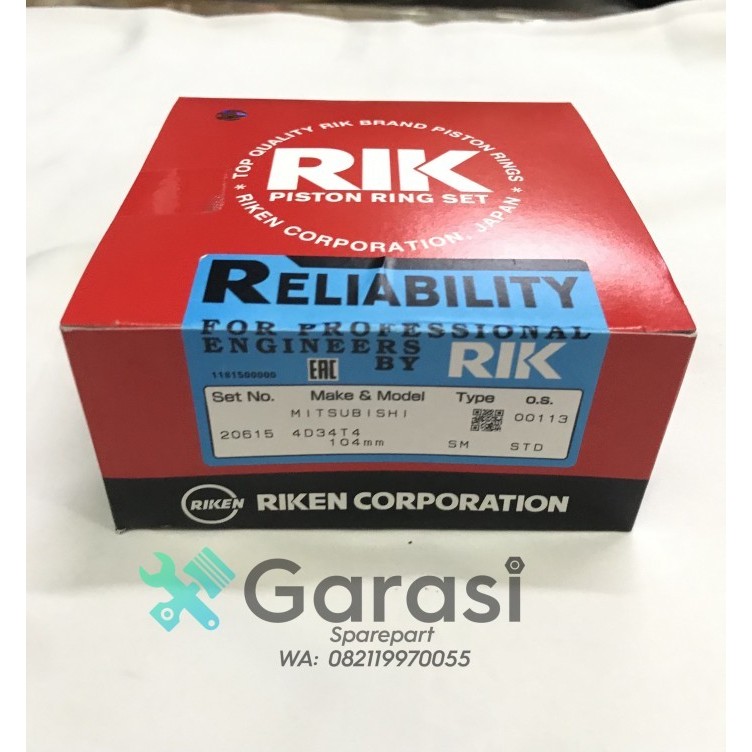 * TOP QUALITY RIK BRAND PISTON RINGS *
RIK
PISTON RING SET
RIKEN CORPORATION, JAPAN
RELIABILITY
FOR PROFESSIONAL
ENGINEERS
BY RIK
1181500000 EAC
Set No. Make & Model Type O.S.
MITSUBISHI 00113
20615 4D34T4
104mm SM STD
RIKEN RIKEN CORPORATION
Garasi
Sparepart
WA: 082119970055